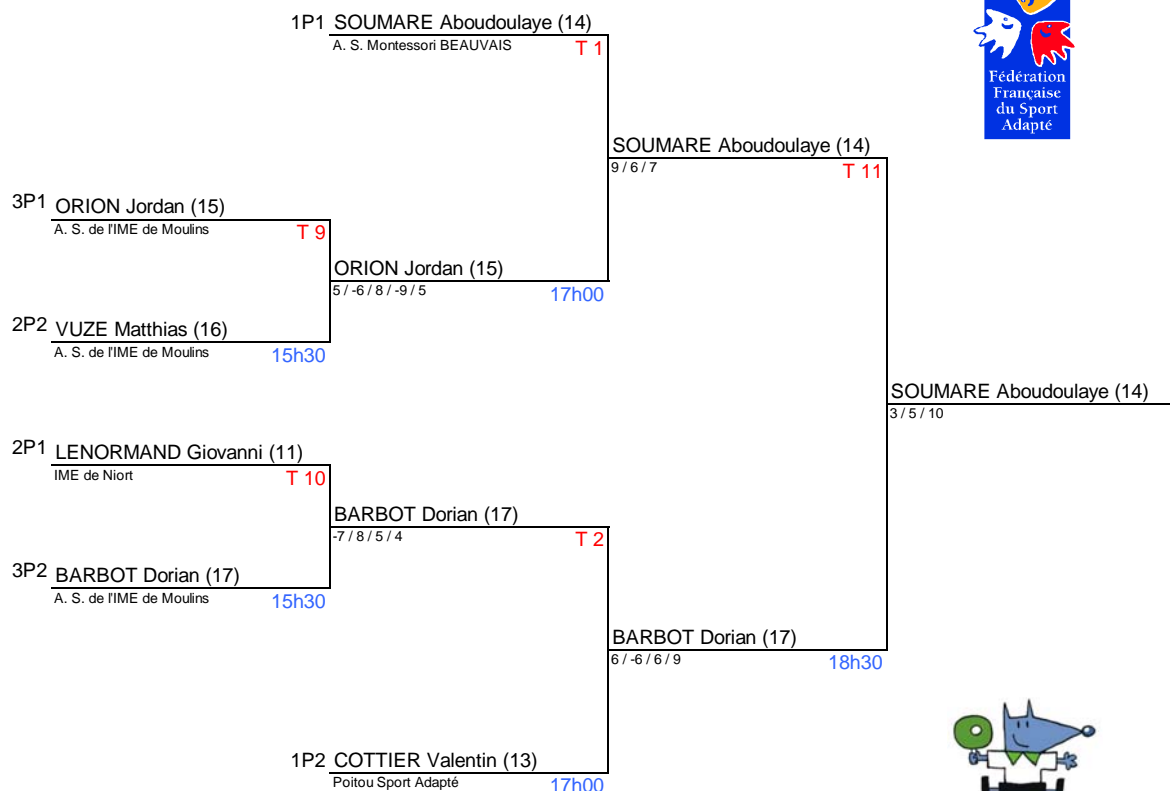 1P1 SOUMARE Aboudoulaye (14)
A. S. Montessori BEAUVAIS T 1
Fédération
Française
du Sport
Adapté
SOUMARE Aboudoulaye (14)
9 / 6 / 7 T 11
3P1 ORION Jordan (15)
A. S. de l'IME de Moulins T 9
ORION Jordan (15)
5 / -6 / 8 / -9 / 5 17h00
2P2 VUZE Matthias (16)
A. S. de l'IME de Moulins 15h30
SOUMARE Aboudoulaye (14)
3 / 5 / 10
2P1 LENORMAND Giovanni (11)
IME de Niort T 10
BARBOT Dorian (17)
-7 / 8 / 5 / 4 T 2
3P2 BARBOT Dorian (17)
A. S. de l'IME de Moulins 15h30
BARBOT Dorian (17)
6 / -6 / 6 / 9 18h30
1P2 COTTIER Valentin (13)
Poitou Sport Adapté 17h00